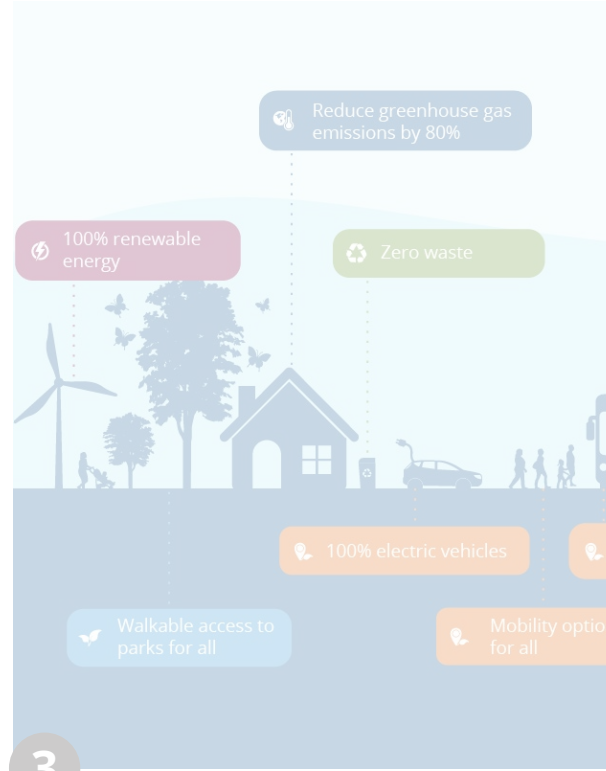 Reduce greenhouse gas
emissions by 80%
100% renewable
energy
Zero waste
100% electric vehicles
Walkable access to
parks for all
Mobility optio
for all
3